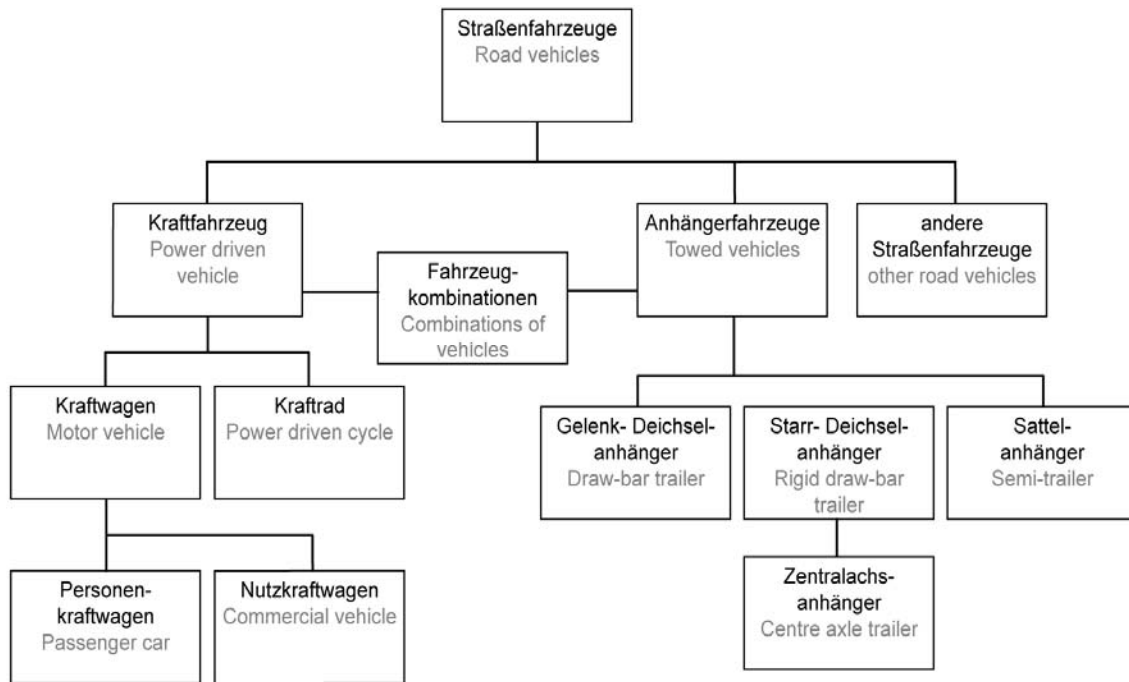 Straßenfahrzeuge
Road vehicles
Kraftfahrzeug
Power driven
vehicle
Fahrzeug-
kombinationen
Combinations of
vehicles
Anhängerfahrzeuge
Towed vehicles
andere
Straßenfahrzeuge
other road vehicles
Kraftwagen
Motor vehicle
Kraftrad
Power driven cycle
Gelenk- Deichsel-
anhänger
Draw-bar trailer
Starr- Deichsel-
anhänger
Rigid draw-bar
trailer
Sattel-
anhänger
Semi-trailer
Personen-
kraftwagen
Passenger car
Nutzkraftwagen
Commercial vehicle
Zentralachs-
anhänger
Centre axle trailer